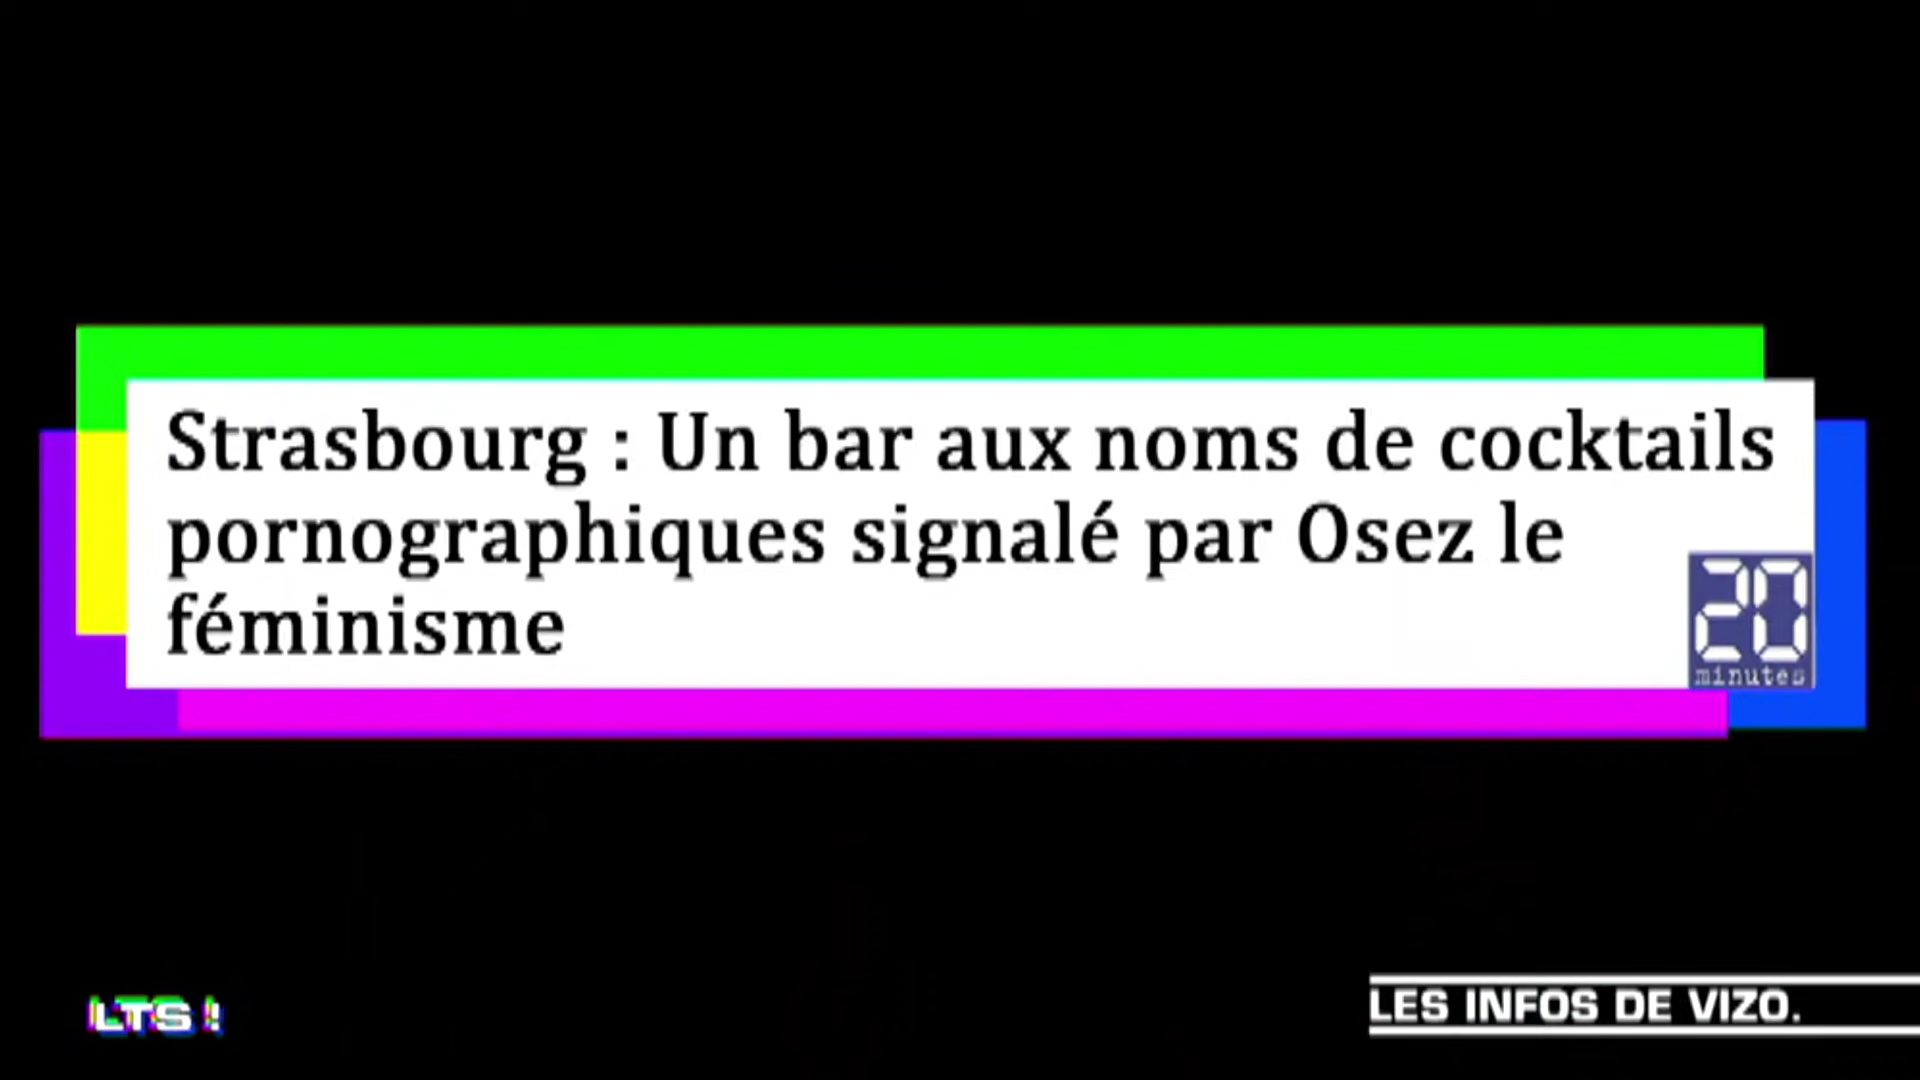 Strasbourg : Un bar aux noms de cocktails
pornographiques signalé par Osez le
féminisme
20
minutes
LTS !
LES INFOS DE VIZO.